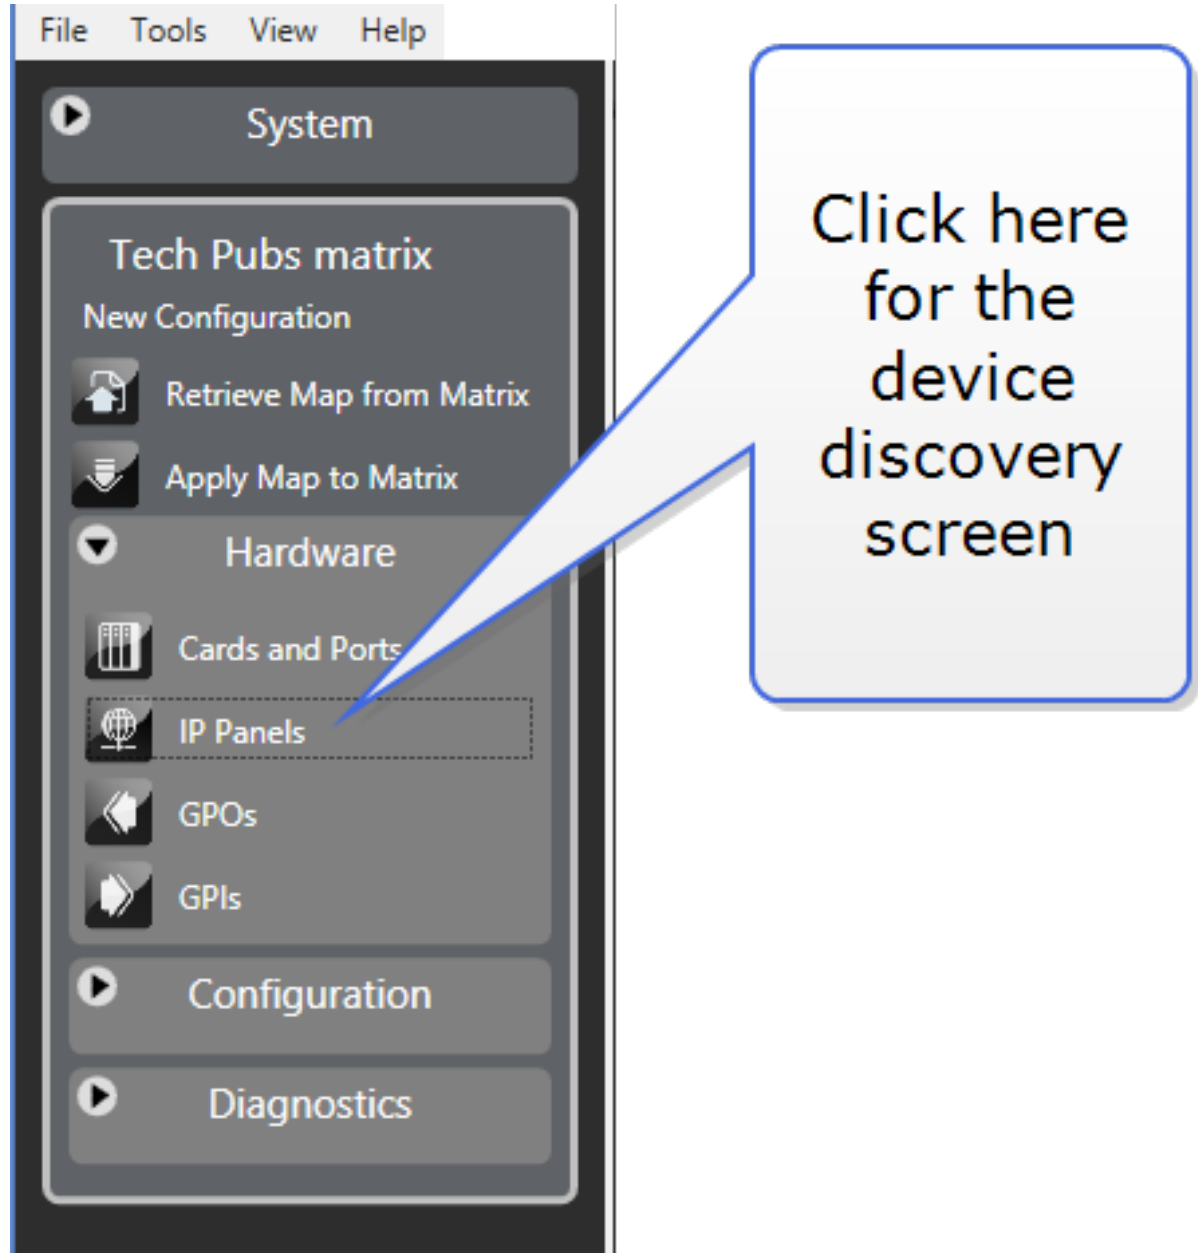 File Tools View Help
System
Tech Pubs matrix
New Configuration
Retrieve Map from Matrix
Apply Map to Matrix
Hardware
Cards and Ports
IP Panels
GPOs
GPIs
Configuration
Diagnostics
Click here
for the
device
discovery
screen